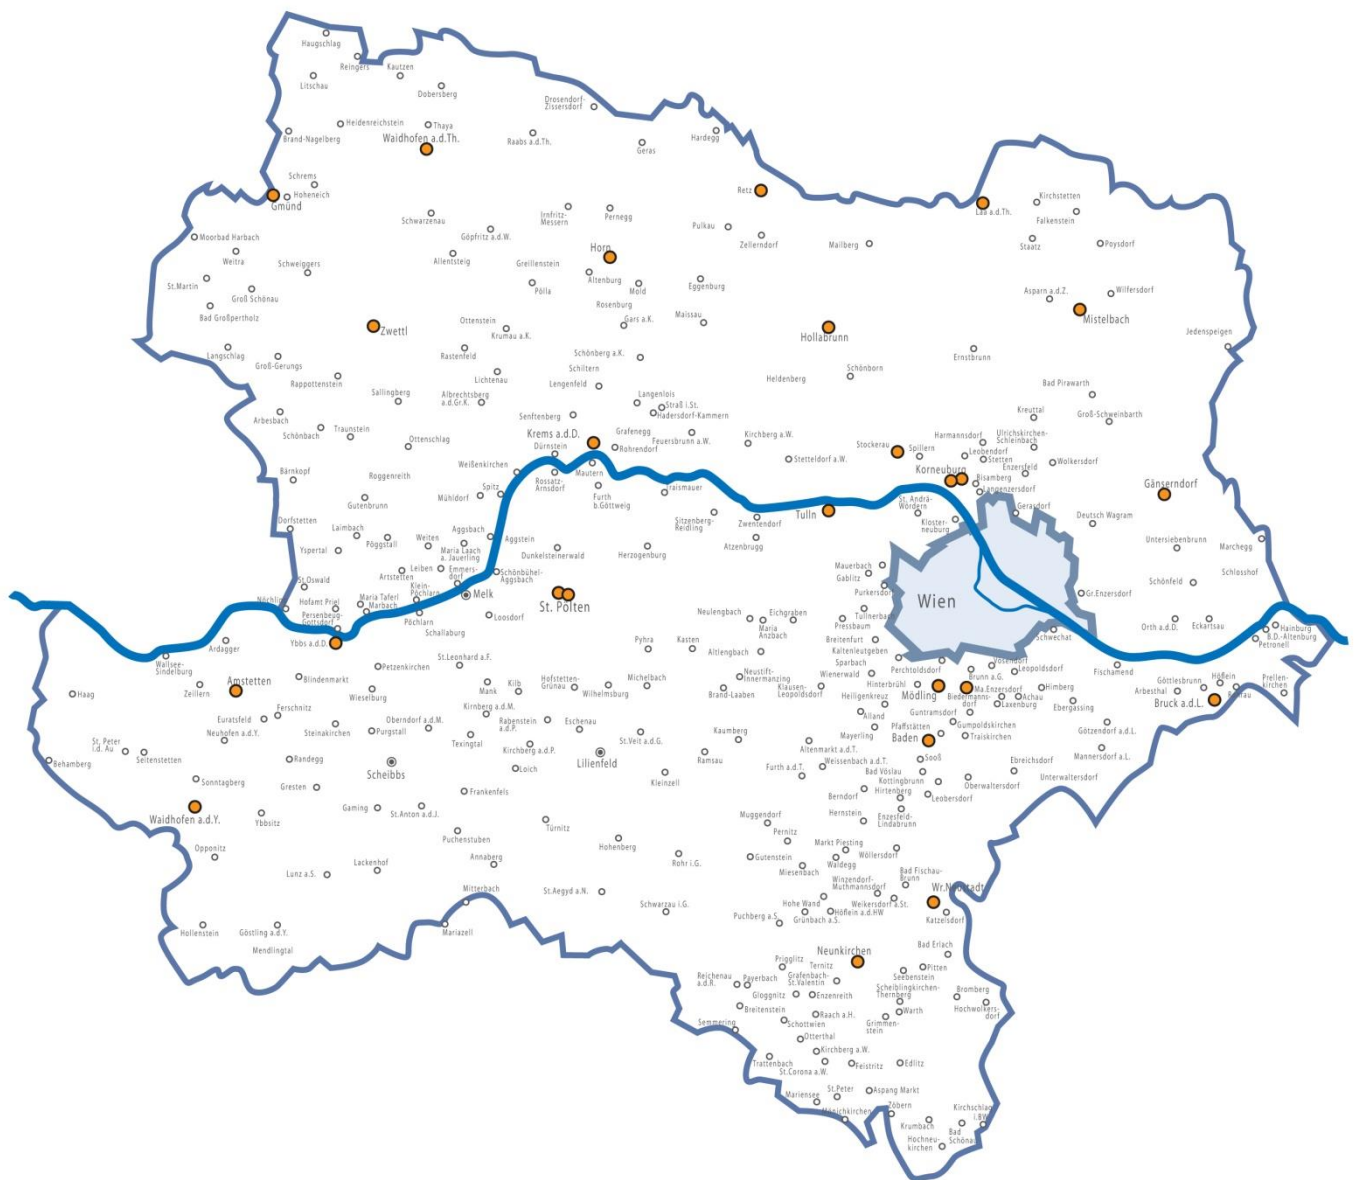 Haugschlag
Reingers
Kautzen
Litschau
Dobersberg
Drosendorf-
Zissersdorf
Heidenreichstein
Thaya
Brand-Nagelberg
Waidhofen a.d.Th.
Raabs a.d.Th.
Geras
Hardegg
Schrems
Hoheneich
Gmünd
Retz
Laa a.d.Th.
Kirchstetten
Falkenstein
Schwarzenau
Irnfritz-
Messern
Pernegg
Pulkau
Zellerndorf
Mailberg
Staatz
Poysdorf
Moorbad Harbach
Weitra
Göpfritz a.d.W.
Allentsteig
Horn
Greillenstein
Schweiggers
St.Martin
Groß Schönau
Bad Großpertholz
Altenburg
Pölla
Mold
Eggenburg
Rosenburg
Asparn a.d.Z.
Wilfersdorf
Mistelbach
Zwettl
Ottenstein
Krumau a.K.
Gars a.K.
Maissau
Hollabrunn
Jedenspeigen
Langschlag
Groß-Gerungs
Rastenfeld
Schönberg a.K.
Schiltern
Ernstbrunn
Rappottenstein
Lichtenau
Lengenfeld
Heldenberg
Schönborn
Bad Pirawarth
Sallingberg
Albrechtsberg
a.d.Gr.K.
Langenlois
Straß i.St.
Hadersdorf-Kammern
Arbesbach
Schönbach
Traunstein
Senftenberg
Kreuttal
Groß-Schweinbarth
Krems a.d.D.
Grafenegg
Feuersbrunn a.W.
Kirchberg a.W.
Harmannsdorf
Ulrichskirchen-
Schleinbach
Ottenschlag
Dürnstein
Rohrendorf
Stockerau
Spillern
Leobendorf
Stetten
Stetteldorf a.W.
Wolkersdorf
Bärnkopf
Roggenreith
Weißenkirchen
Rossatz-
Arnsdorf
Mautern
Furth
b.Göttweig
Korneuburg
Enzersfeld
Bisamberg
Langenzersdorf
Gänserndorf
Gutenbrunn
Mühldorf
Spitz
Traismauer
St. Andrä-
Wördern
Gerasdorf
Dorfstetten
Sitzenberg-
Reidling
Zwentendorf
Tulln
Kloster-
neuburg
Deutsch Wagram
Laimbach
Pöggstall
Weiten
Aggsbach
Aggstein
Maria Laach
a. Jauerling
Yspertal
Dunkelsteinerwald
Herzogenburg
Atzenbrugg
Untersiebenbrunn
Marchegg
Artstetten
Leiben
Emmers-
dorf
Schönbühel-
Aggsbach
Mauerbach
Gablitz
Schönfeld
Schlosshof
St.Oswald
Klein-
Pöchlarn
Melk
St. Pölten
Purkersdorf
Wien
Gr.Enzersdorf
Nöchling
Hofamt Priel
Maria Taferl
Marbach
Persenbeug-
Gottsdorf
Pöchlarn
Loosdorf
Neulengbach
Eichgraben
Maria
Anzbach
Tullnerbach
Pressbaum
Orth a.d.D.
Eckartsau
Hainburg
B.D.-Altenburg
Petronell
Ybbs a.d.D.
Schallaburg
Ardagger
Wallsee-
Sindelburg
Pyhra
Kasten
Altlengbach
Breitenfurt
Kaltenleutgeben
Schwechat
Petzenkirchen
St.Leonhard a.F.
Sparbach
Perchtoldsdorf
Vösendorf
Leopoldsdorf
Fischamend
Haag
Zeillern
Amstetten
Blindenmarkt
Wieselburg
Mank
Kilb
Hofstetten-
Grünau
Wilhelmsburg
Michelbach
Neustift-
Innermanzing
Brand-Laaben
Klausen-
Leopoldsdorf
Wienerwald
Hinterbrühl
Mödling
Brunn a.G.
Ma.Enzersdorf
Biedermanns-
dorf
Achau
Laxenburg
Himberg
Ebergassing
Göttlesbrunn
Arbesthal
Höflein
Bruck a.d.L.
Prellen-
kirchen
Euratsfeld
Ferschnitz
Neuhofen a.d.Y.
Steinakirchen
Oberndorf a.d.M.
Purgstall
Kirnberg a.d.M.
Rabenstein
a.d.P.
Eschenau
Heiligenkreuz
Alland
Guntramsdorf
Pfaffstätten
Gumpoldskirchen
Traiskirchen
Götzendorf a.d.L.
St. Peter
i.d. Au
Seitenstetten
Behamberg
Texingtal
Kirchberg a.d.P.
St.Veit a.d.G.
Kaumberg
Mayerling
Baden
Mannersdorf a.L.
Randegg
Scheibbs
Loich
Lilienfeld
Ramsau
Altenmarkt a.d.T.
Weissenbach a.d.T.
Furth a.d.T.
Sooß
Bad Vöslau
Kottingbrunn
Ebreichsdorf
Oberwaltersdorf
Unterwaltersdorf
Sonntagberg
Gresten
Kleinzell
Frankenfels
Berndorf
Hirtenberg
Leobersdorf
Waidhofen a.d.Y.
Ybbsitz
Gaming
St.Anton a.d.J.
Türnitz
Muggendorf
Hernstein
Enzesfeld-
Lindabrunn
Puchenstuben
Hohenberg
Pernitz
Markt Piesting
Wöllersdorf
Opponitz
Lackenhof
Annaberg
Rohr i.G.
Gutenstein
Waldegg
Miesenbach
Bad Fischau-
Brunn
Lunz a.S.
Winzendorf-
Muthmannsdorf
Wr.Neustadt
Mitterbach
St.Aegyd a.N.
Schwarzau i.G.
Hohe Wand
Höflein a.d.HW
Weikersdorf a.St.
Katzelsdorf
Puchberg a.S.
Grünbach a.S.
Hollenstein
Göstling a.d.Y.
Mariazell
Mendlingtal
Neunkirchen
Bad Erlach
Prigglitz
Ternitz
Pitten
Seebenstein
Reichenau
a.d.R.
Payerbach
Grafenbach-
St.Valentin
Scheiblingkirchen-
Thernberg
Gloggnitz
Enzenreith
Bromberg
Hochwolkers-
dorf
Breitenstein
Raach a.H.
Warth
Semmering
Schottwien
Grimmen-
stein
Otterthal
Kirchberg a.W.
Trattenbach
St.Corona a.W.
Feistritz
Edlitz
St.Peter
Aspang Markt
Mariensee
Mönichkirchen
Zöbern
Kirchschlag
i.BW
Krumbach
Bad
Schönau
Hochneu-
kirchen